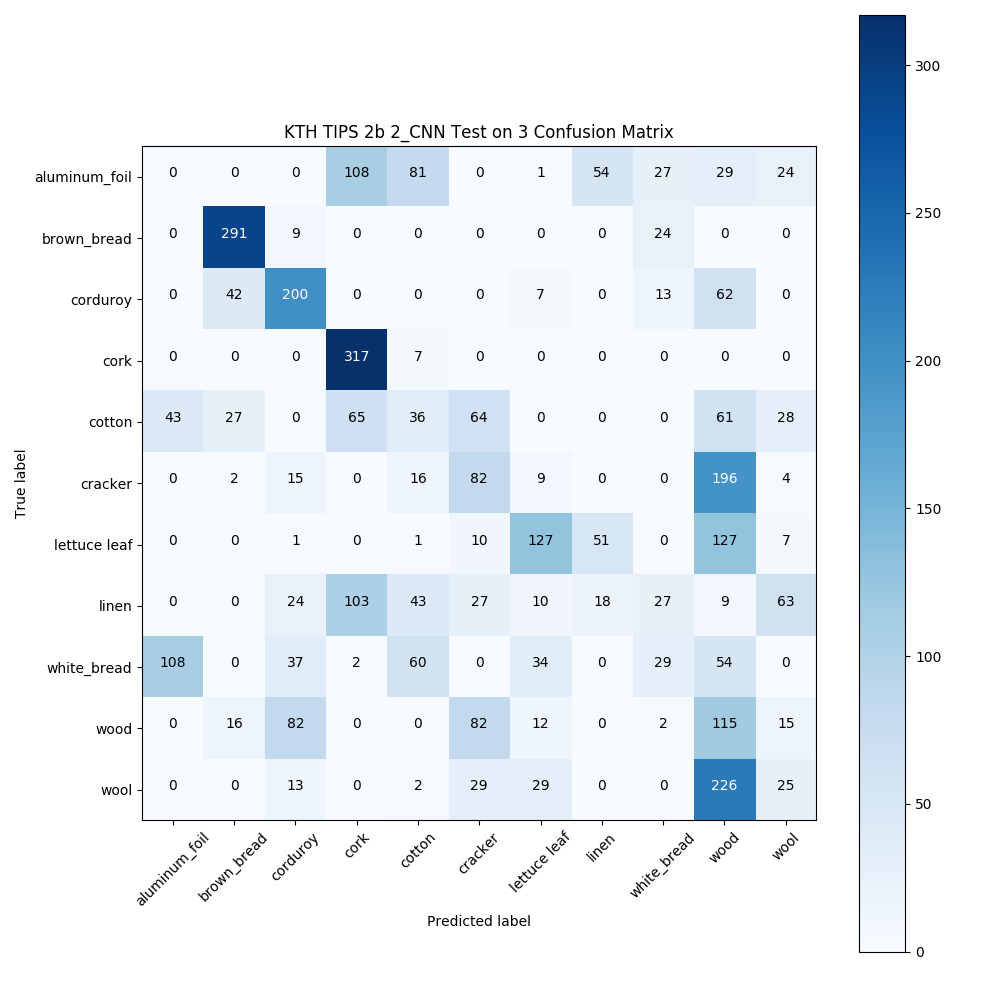 KTH TIPS 2b 2_CNN Test on 3 Confusion Matrix
aluminum_foil 0 0 0 108 81 0 1 54 27 29 24
brown_bread 0 291 9 0 0 0 0 0 24 0 0
corduroy 0 42 200 0 0 0 7 0 13 62 0
cork 0 0 0 317 7 0 0 0 0 0 0
cotton 43 27 0 65 36 64 0 0 0 61 28
cracker 0 2 15 0 16 82 9 0 0 196 4
lettuce leaf 0 0 1 0 1 10 127 51 0 127 7
linen 0 0 24 103 43 27 10 18 27 9 63
white_bread 108 0 37 2 60 0 34 0 29 54 0
wood 0 16 82 0 0 82 12 0 2 115 15
wool 0 0 13 0 2 29 29 0 0 226 25
True label
aluminum_foil brown_bread corduroy cork cotton cracker lettuce leaf linen white_bread wood wool
Predicted label
300
250
200
150
100
50
0